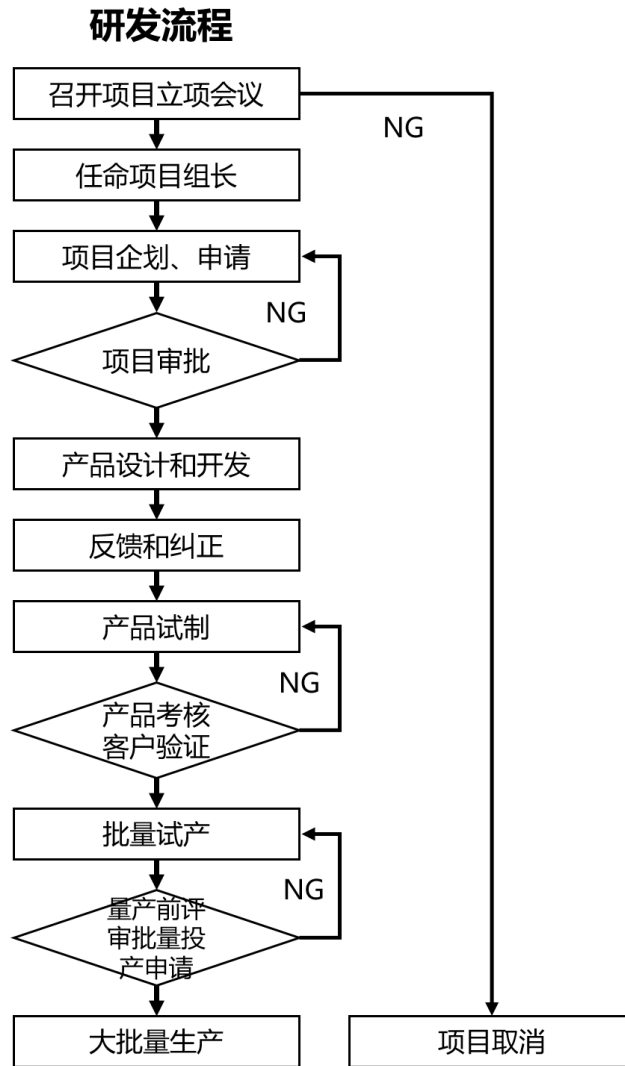 研发流程
召开项目立项会议
NG
任命项目组长
项目企划、申请
NG
项目审批
产品设计和开发
反馈和纠正
产品试制
NG
产品考核
客户验证
批量试产
NG
量产前评
审批量投
产申请
大批量生产
项目取消